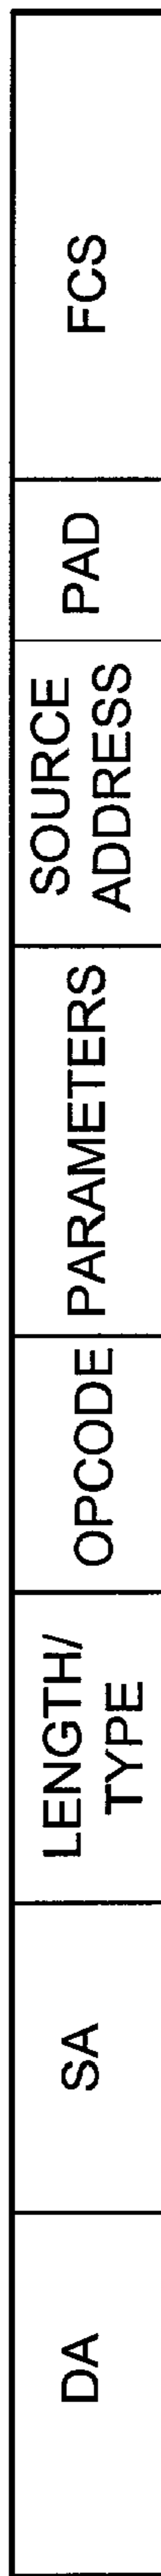 DA
SA
LENGTH/
TYPE
OPCODE
PARAMETERS
SOURCE
ADDRESS
PAD
FCS